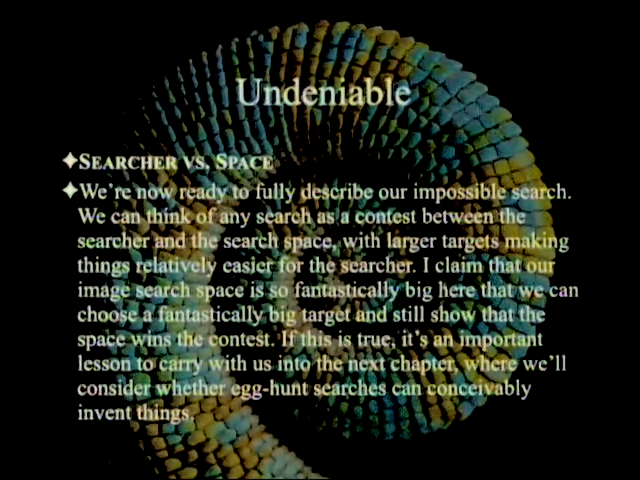 Undeniable
✦SEARCHER VS. SPACE
✦We're now ready to fully describe our impossible search.
We can think of any search as a contest between the
searcher and the search space, with larger targets making
things relatively easier for the searcher. I claim that our
image search space is so fantastically big here that we can
choose a fantastically big target and still show that the
space wins the contest. If this is true, it's an important
lesson to carry with us into the next chapter, where we'll
consider whether egg-hunt searches can conceivably
invent things.